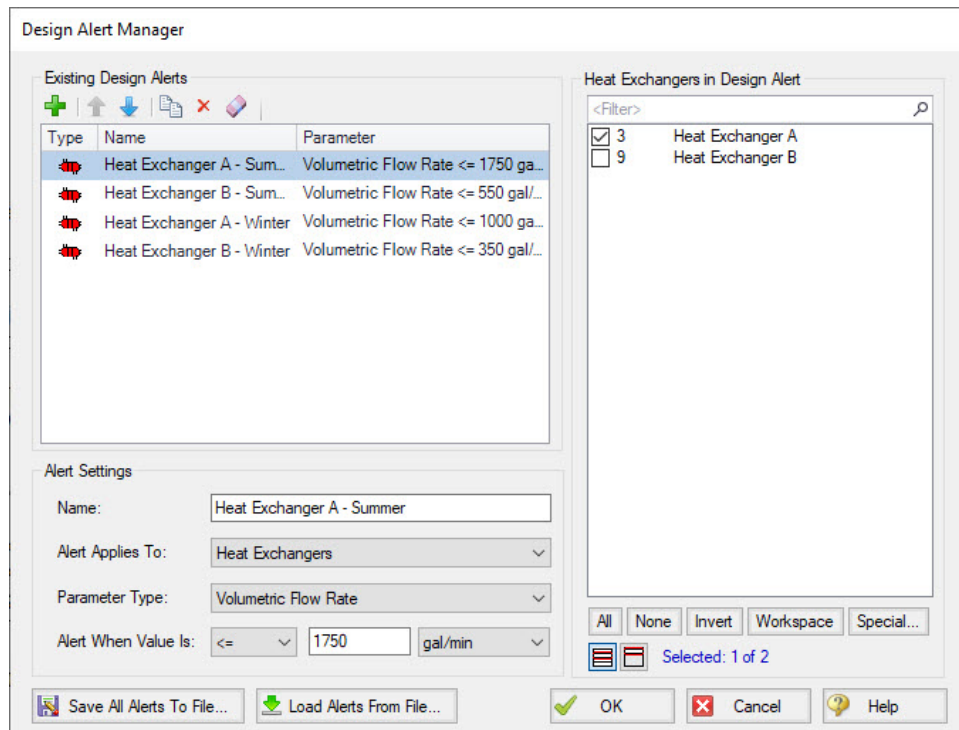 Design Alert Manager
Existing Design Alerts
Type Name Parameter
Heat Exchanger A - Sum... Volumetric Flow Rate <= 1750 ga...
Heat Exchanger B - Sum... Volumetric Flow Rate <= 550 gal/...
Heat Exchanger A - Winter Volumetric Flow Rate <= 1000 ga...
Heat Exchanger B - Winter Volumetric Flow Rate <= 350 gal/...
Alert Settings
Name: Heat Exchanger A - Summer
Alert Applies To: Heat Exchangers
Parameter Type: Volumetric Flow Rate
Alert When Value Is: <= 1750 gal/min
Heat Exchangers in Design Alert
<Filter>
3 Heat Exchanger A
9 Heat Exchanger B
All None Invert Workspace Special...
Selected: 1 of 2
Save All Alerts To File... Load Alerts From File... OK Cancel Help